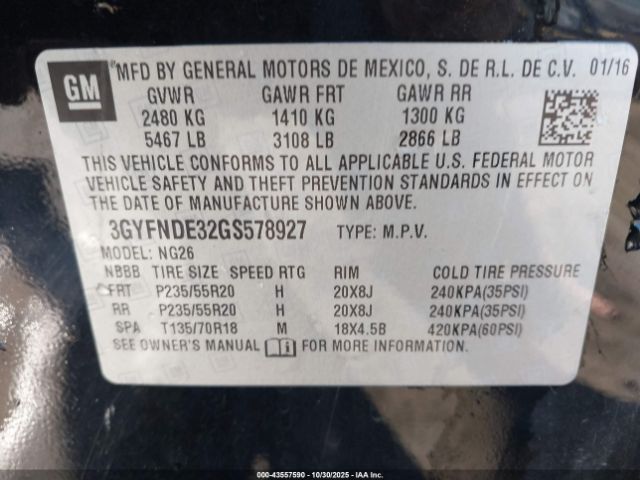 GM
*MFD BY GENERAL MOTORS DE MEXICO, S. DE R.L. DE C.V. 01/16
GVWR GAWR FRT GAWR RR
2480 KG 1410 KG 1300 KG
5467 LB 3108 LB 2866 LB
THIS VEHICLE CONFORMS TO ALL APPLICABLE U.S. FEDERAL MOTOR
VEHICLE SAFETY AND THEFT PREVENTION STANDARDS IN EFFECT ON
THE DATE OF MANUFACTURE SHOWN ABOVE.
3GYFNDE32GS578927 TYPE: M.P.V.
MODEL: NG26
NBBB TIRE SIZE SPEED RTG RIM COLD TIRE PRESSURE
FRT P235/55R20 H 20X8J 240KPA(35PSI)
RR P235/55R20 H 20X8J 240KPA(35PSI)
SPA T135/70R18 M 18X4.5B 420KPA(60PSI)
SEE OWNER'S MANUAL i FOR MORE INFORMATION.
000-43557590 - 10/30/2025 - IAA, Inc.